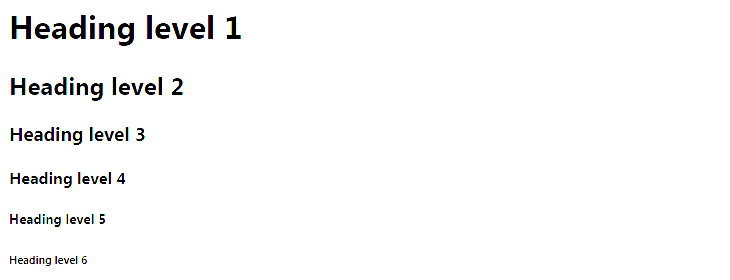 Heading level 1
Heading level 2
Heading level 3
Heading level 4
Heading level 5
Heading level 6